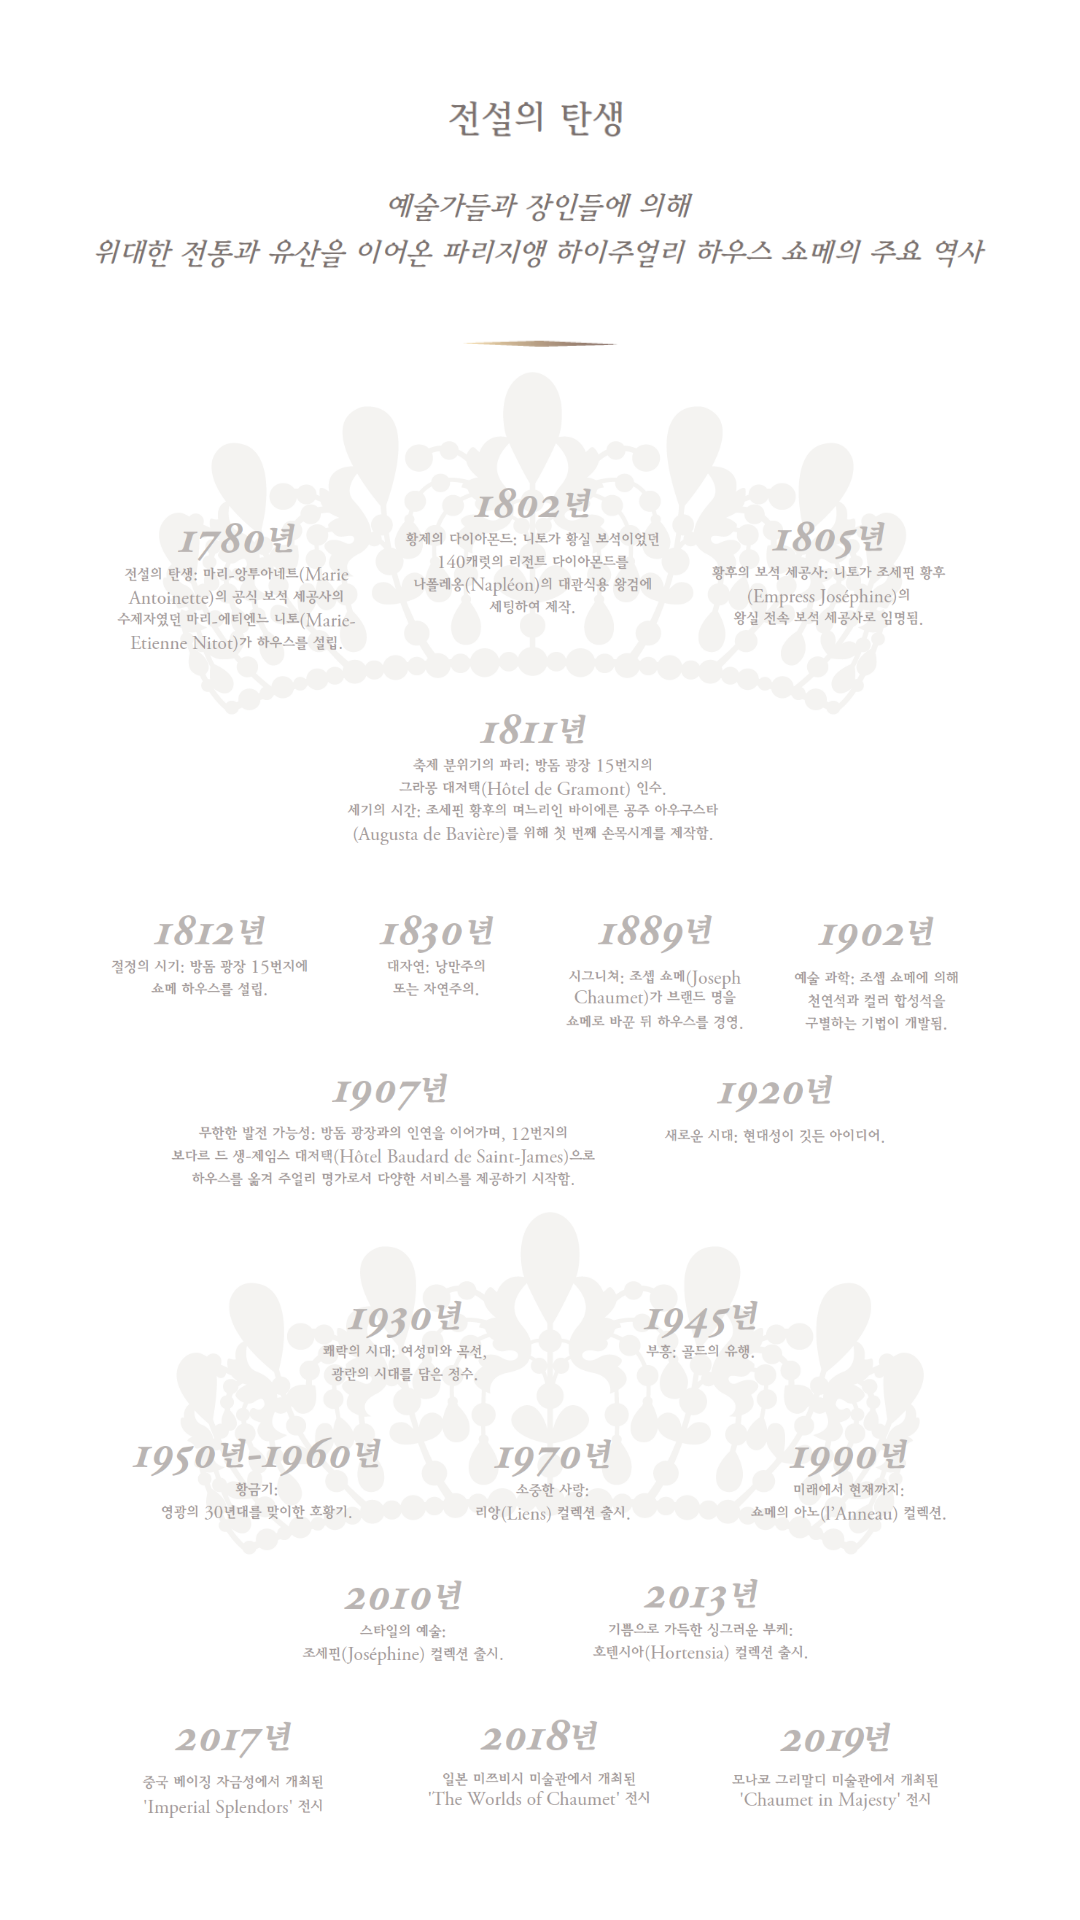 전설의 탄생
예술가들과 장인들에 의해
위대한 전통과 유산을 이어온 파리지앵 하이주얼리 하우스 쇼메의 주요 역사
1780년
전설의 탄생: 마리-앙투아네트(Marie
Antoinette)의 공식 보석 세공사의
수제자였던 마리-에티엔느 니토(Marie-
Etienne Nitot)가 하우스를 설립.
1802년
황제의 다이아몬드: 니토가 황실 보석이었던
140캐럿의 리전트 다이아몬드를
나폴레옹(Napléon)의 대관식용 왕검에
세팅하여 제작.
1805년
황후의 보석 세공사: 니토가 조세핀 황후
(Empress Joséphine)의
왕실 전속 보석 세공사로 임명됨.
1811년
축제 분위기의 파리: 방돔 광장 15번지의
그라몽 대저택(Hôtel de Gramont) 인수.
세기의 시간: 조세핀 황후의 며느리인 바이에른 공주 아우구스타
(Augusta de Bavière)를 위해 첫 번째 손목시계를 제작함.
1812년
절정의 시기: 방돔 광장 15번지에
쇼메 하우스를 설립.
1830년
대자연: 낭만주의
또는 자연주의.
1889년
시그니처: 조셉 쇼메(Joseph
Chaumet)가 브랜드 명을
쇼메로 바꾼 뒤 하우스를 경영.
1902년
예술 과학: 조셉 쇼메에 의해
천연석과 컬러 합성석을
구별하는 기법이 개발됨.
1907년
무한한 발전 가능성: 방돔 광장과의 인연을 이어가며, 12번지의
보다르 드 생-제임스 대저택(Hôtel Baudard de Saint-James)으로
하우스를 옮겨 주얼리 명가로서 다양한 서비스를 제공하기 시작함.
1920년
새로운 시대: 현대성이 깃든 아이디어.
1930년
쾌락의 시대: 여성미와 곡선,
광란의 시대를 담은 정수.
1945년
부흥: 골드의 유행.
1950년-1960년
황금기:
영광의 30년대를 맞이한 호황기.
1970년
소중한 사랑:
리앙(Liens) 컬렉션 출시.
1990년
미래에서 현재까지:
쇼메의 아노(l’Anneau) 컬렉션.
2010년
스타일의 예술:
조세핀(Joséphine) 컬렉션 출시.
2013년
기쁨으로 가득한 싱그러운 부케:
호텐시아(Hortensia) 컬렉션 출시.
2017년
중국 베이징 자금성에서 개최된
'Imperial Splendors' 전시
2018년
일본 미쯔비시 미술관에서 개최된
'The Worlds of Chaumet' 전시
2019년
모나코 그리말디 미술관에서 개최된
'Chaumet in Majesty' 전시